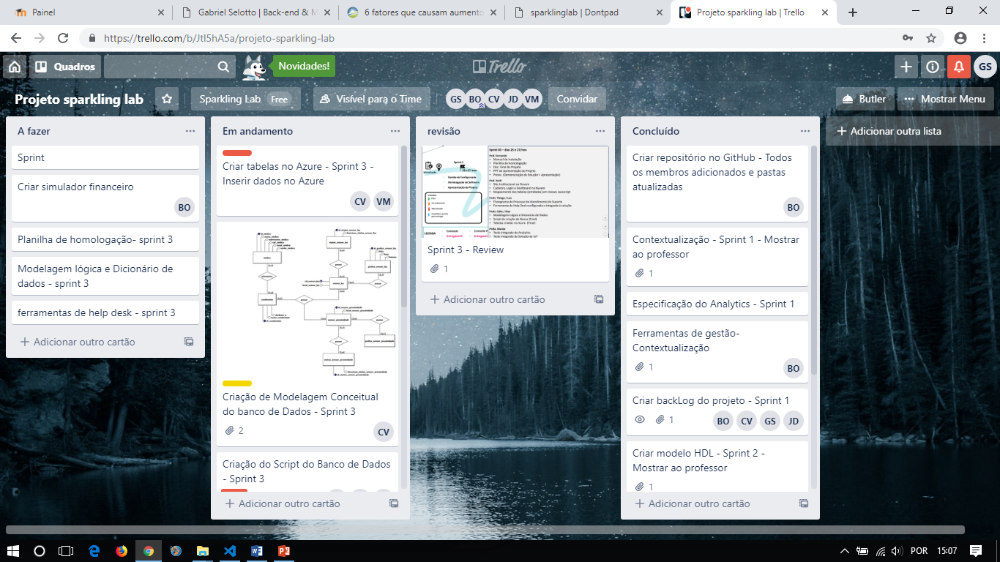 Painel
Gabriel Selotto | Back-end & M
6 fatores que causam aumento
sparklinglab | Dontpad
Projeto sparkling lab | Trello
https://trello.com/b/JtI5hA5a/projeto-sparkling-lab
Quadros
Novidades!
Trello
GS
Projeto sparkling lab
Sparkling Lab Free
Visível para o Time
GS BO CV JD VM
Convidar
Butler
Mostrar Menu
A fazer
Sprint
Criar simulador financeiro
BO
Planilha de homologação- sprint 3
Modelagem lógica e Dicionário de
dados - sprint 3
ferramentas de help desk - sprint 3
Adicionar outro cartão
Em andamento
Criar tabelas no Azure - Sprint 3 -
Inserir dados no Azure
CV VM
Criação de Modelagem Conceitual
do banco de Dados - Sprint 3
2
CV
Criação do Script do Banco de Dados
- Sprint 3
Adicionar outro cartão
revisão
Sprint 3 - Review
1
Adicionar outro cartão
Concluído
Criar repositório no GitHub - Todos
os membros adicionados e pastas
atualizadas
BO
Contextualização - Sprint 1 - Mostrar
ao professor
1
Especificação do Analytics - Sprint 1
Ferramentas de gestão-
Contextualização
1
BO
Criar backLog do projeto - Sprint 1
1
BO CV GS JD
Criar modelo HDL - Sprint 2 -
Mostrar ao professor
1
Adicionar outro cartão
Adicionar outra lista
POR
15:07